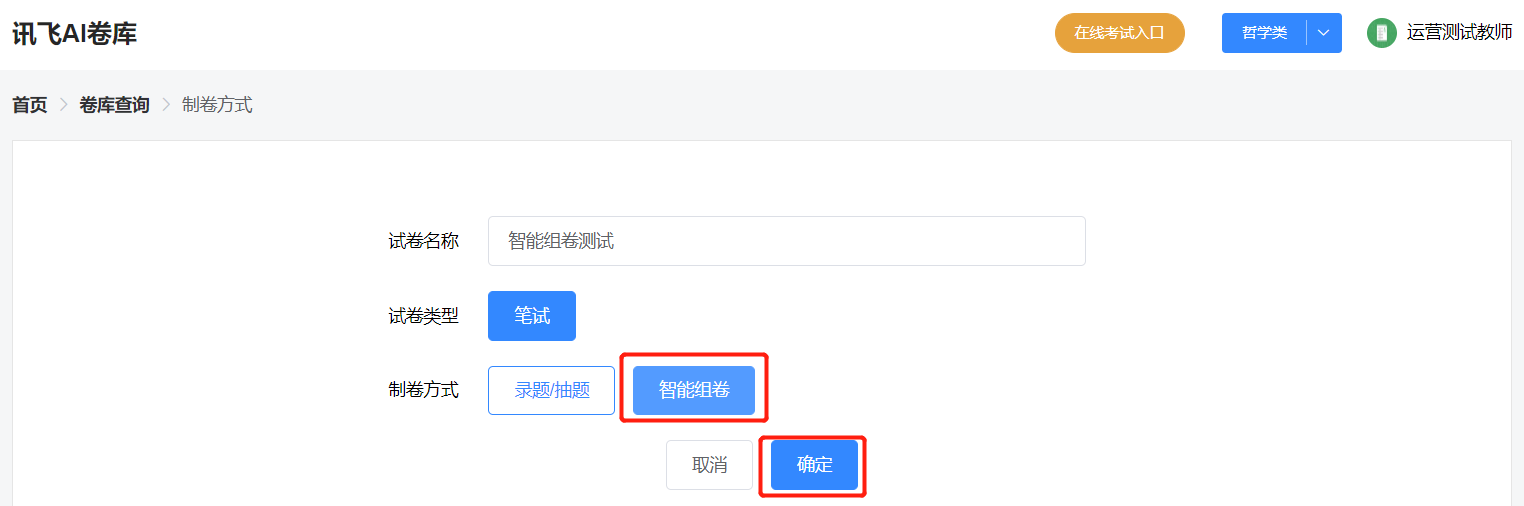 讯飞AI卷库 在线考试入口 哲学类 运营测试教师
首页 卷库查询 制卷方式
试卷名称 智能组卷测试
试卷类型 笔试
制卷方式 录题/抽题 智能组卷
取消 确定